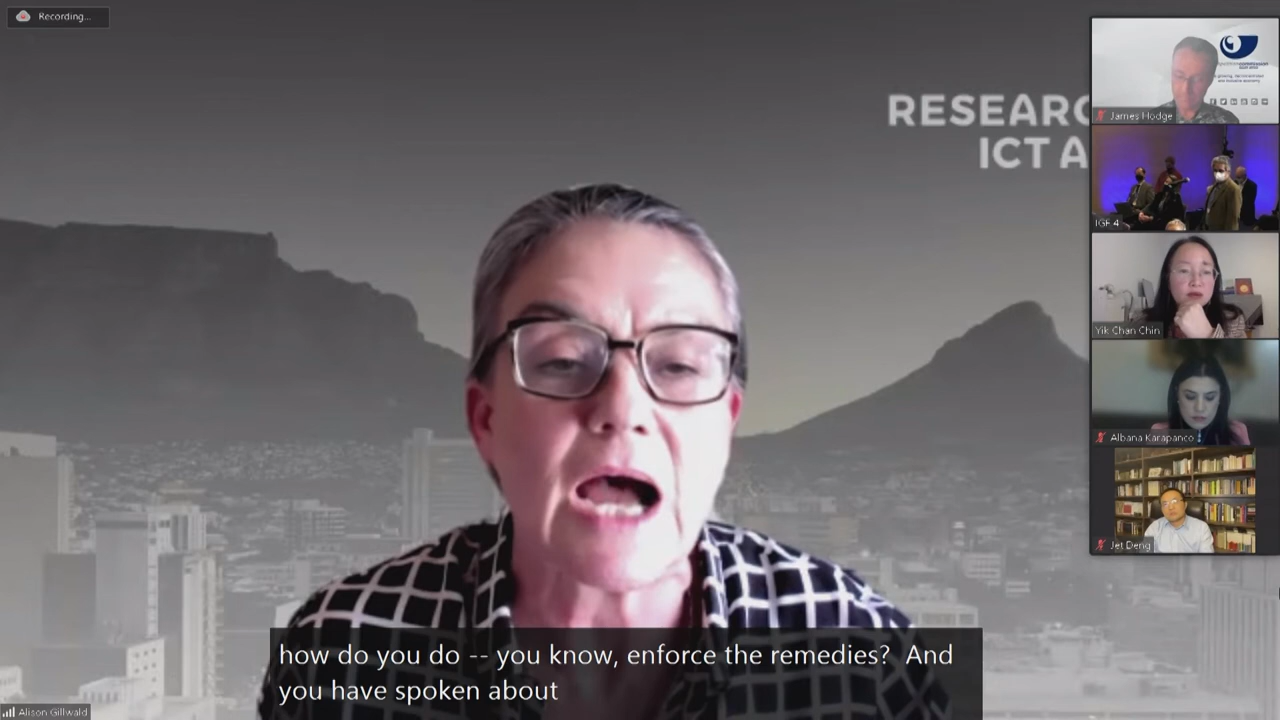 Recording...
RESEARC
ICT A
James Hodge
IGF 4
Yik Chan Chin
Albana Karapanco
Jet Deng
how do you do -- you know, enforce the remedies?  And
you have spoken about
Alison Gillwald